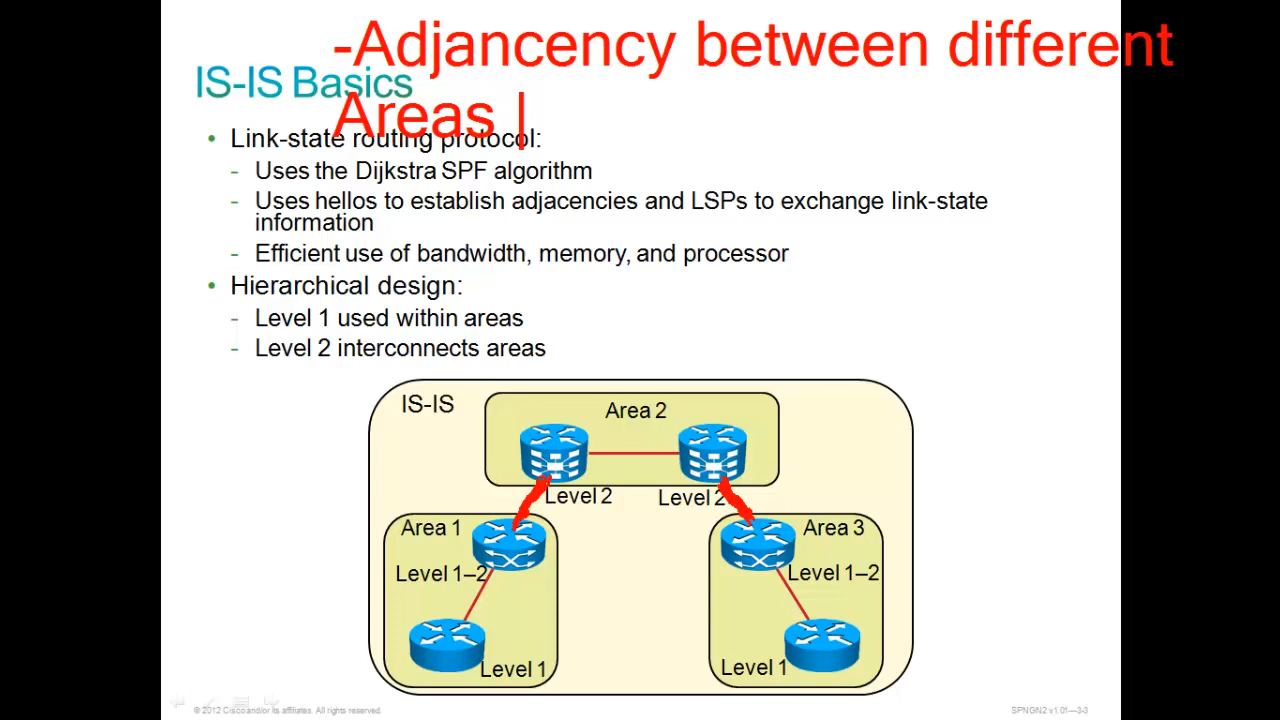 -Adjancency between different
Areas |
IS-IS Basics
• Link-state routing protocol:
- Uses the Dijkstra SPF algorithm
- Uses hellos to establish adjacencies and LSPs to exchange link-state
information
- Efficient use of bandwidth, memory, and processor
• Hierarchical design:
- Level 1 used within areas
- Level 2 interconnects areas
IS-IS
Area 2
Level 2
Level 2
Area 1
Level 1–2
Level 1
Area 3
Level 1–2
Level 1
© 2012 Cisco and/or its affiliates. All rights reserved.
SPNGN2 v1.01—3-3